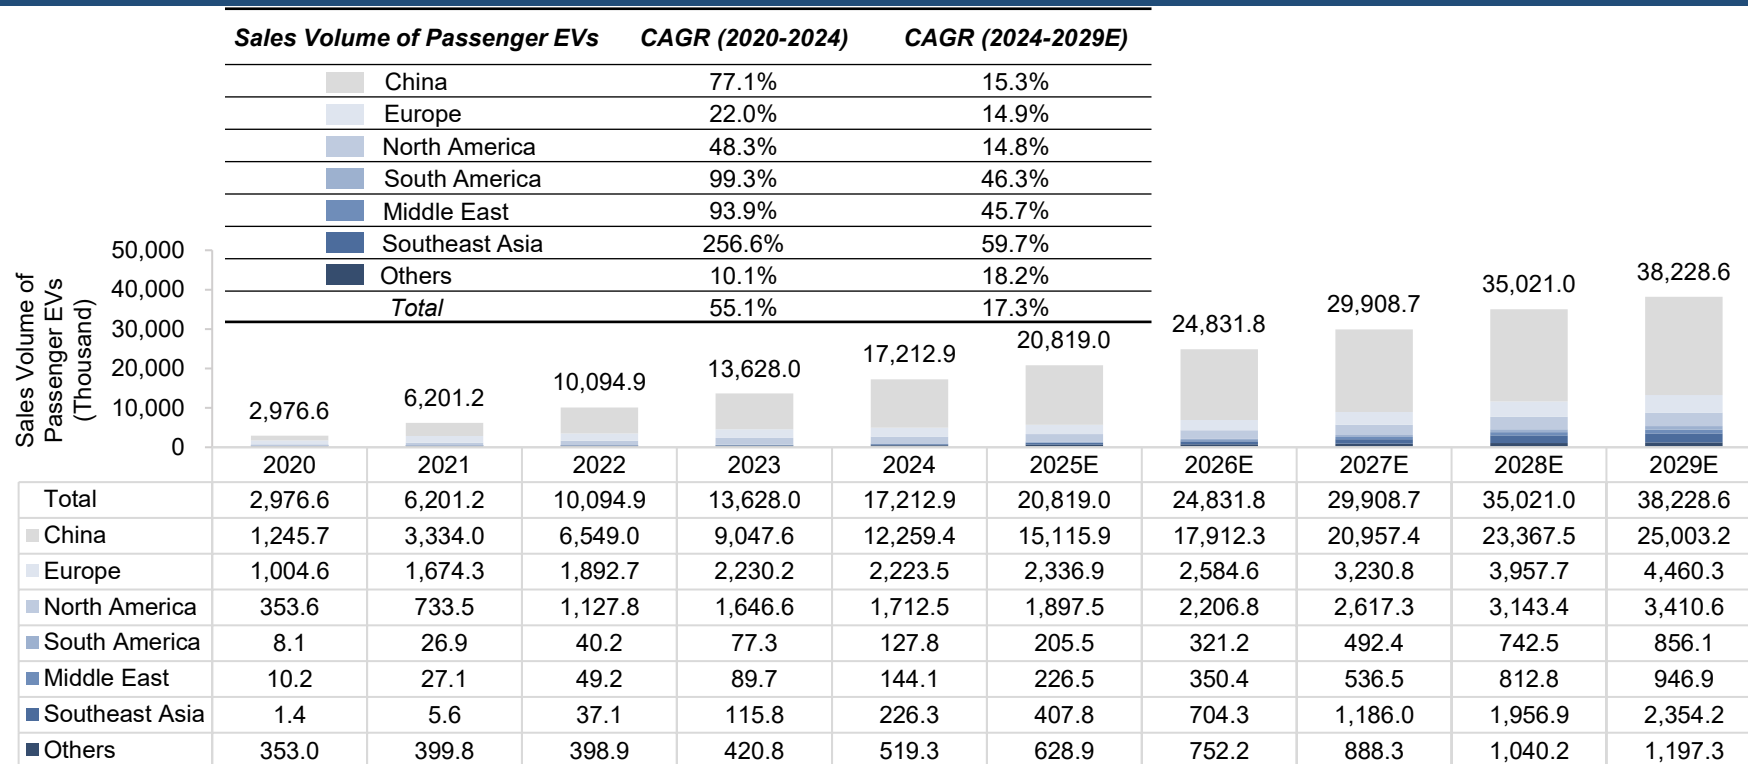 Sales Volume of Passenger EVs CAGR (2020-2024) CAGR (2024-2029E)
China 77.1% 15.3%
Europe 22.0% 14.9%
North America 48.3% 14.8%
South America 99.3% 46.3%
Middle East 93.9% 45.7%
Southeast Asia 256.6% 59.7%
Others 10.1% 18.2%
Total 55.1% 17.3%
Sales Volume of
Passenger EVs
(Thousand)
50,000
40,000
30,000
20,000
10,000
0
2,976.6 6,201.2 10,094.9 13,628.0 17,212.9 20,819.0 24,831.8 29,908.7 35,021.0 38,228.6
2020 2021 2022 2023 2024 2025E 2026E 2027E 2028E 2029E
Total 2,976.6 6,201.2 10,094.9 13,628.0 17,212.9 20,819.0 24,831.8 29,908.7 35,021.0 38,228.6
China 1,245.7 3,334.0 6,549.0 9,047.6 12,259.4 15,115.9 17,912.3 20,957.4 23,367.5 25,003.2
Europe 1,004.6 1,674.3 1,892.7 2,230.2 2,223.5 2,336.9 2,584.6 3,230.8 3,957.7 4,460.3
North America 353.6 733.5 1,127.8 1,646.6 1,712.5 1,897.5 2,206.8 2,617.3 3,143.4 3,410.6
South America 8.1 26.9 40.2 77.3 127.8 205.5 321.2 492.4 742.5 856.1
Middle East 10.2 27.1 49.2 89.7 144.1 226.5 350.4 536.5 812.8 946.9
Southeast Asia 1.4 5.6 37.1 115.8 226.3 407.8 704.3 1,186.0 1,956.9 2,354.2
Others 353.0 399.8 398.9 420.8 519.3 628.9 752.2 888.3 1,040.2 1,197.3